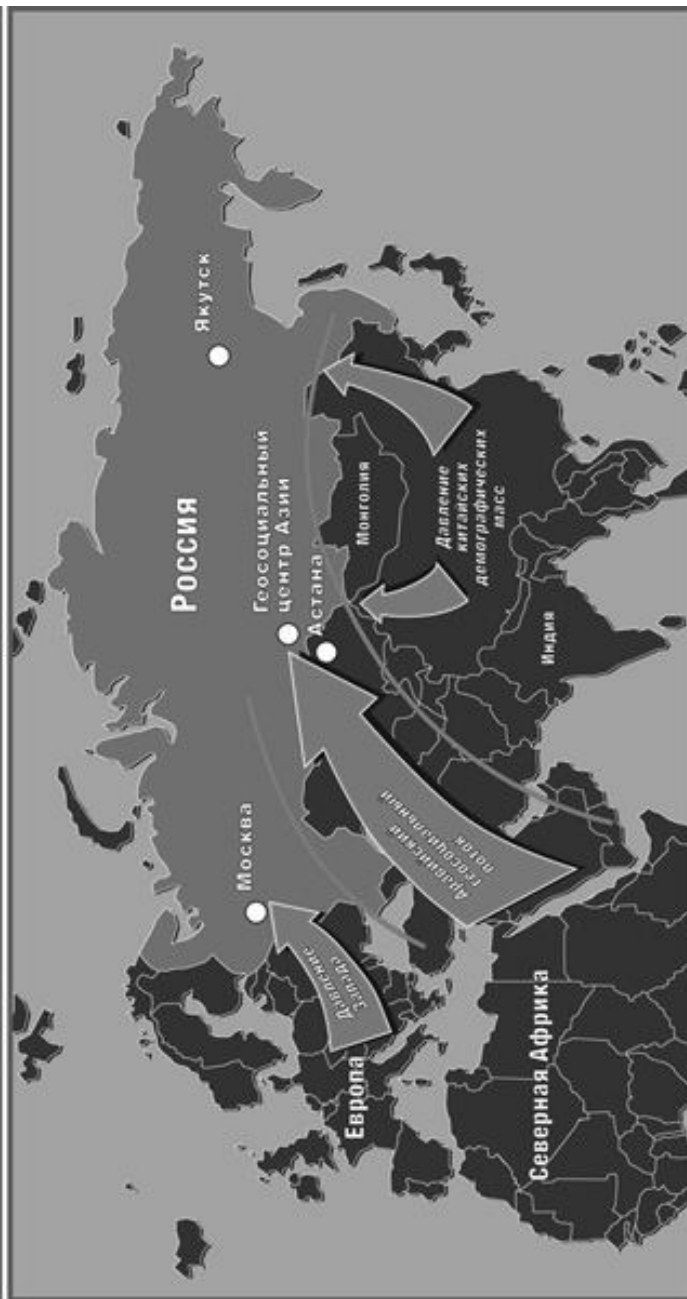 Россия
Якутск
Геосоциальный
центр Азии
Астана
Москва
Монголия
Давление
китайских
демографических
масс
Индия
Аравийский
геосоциальный
поток
Давление
Запада
Европа
Северная Африка